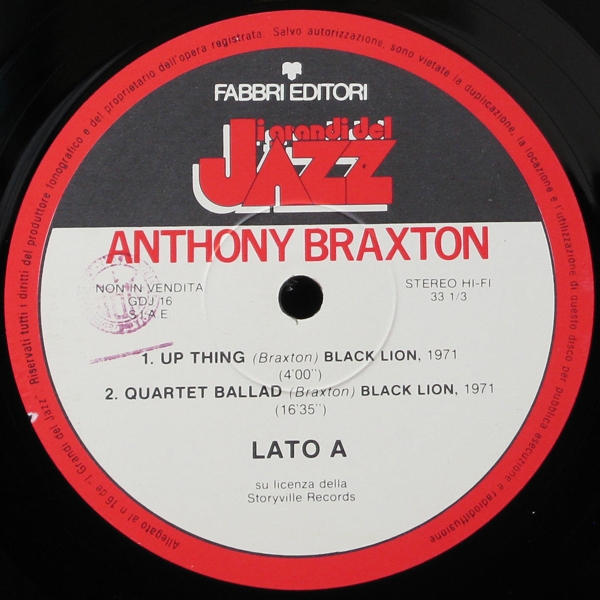 Riservati tutti i diritti del produttore fonografico e del proprietario dell'opera registrata. Salvo autorizzazione, sono vietate la duplicazione, la locazione e l'utilizzazione di questo disco per pubblica esecuzione e radiodiffusione
FABBRI EDITORI
i grandi del
JAZZ
ANTHONY BRAXTON
NON IN VENDITA
GDJ 16
S.I.A.E.
STEREO HI-FI
33 1/3
1. UP THING (Braxton) BLACK LION, 1971
(4'00")
2. QUARTET BALLAD (Braxton) BLACK LION, 1971
(16'35")
LATO A
su licenza della
Storyville Records
Allegato al n 16 de "I Grandi del Jazz"